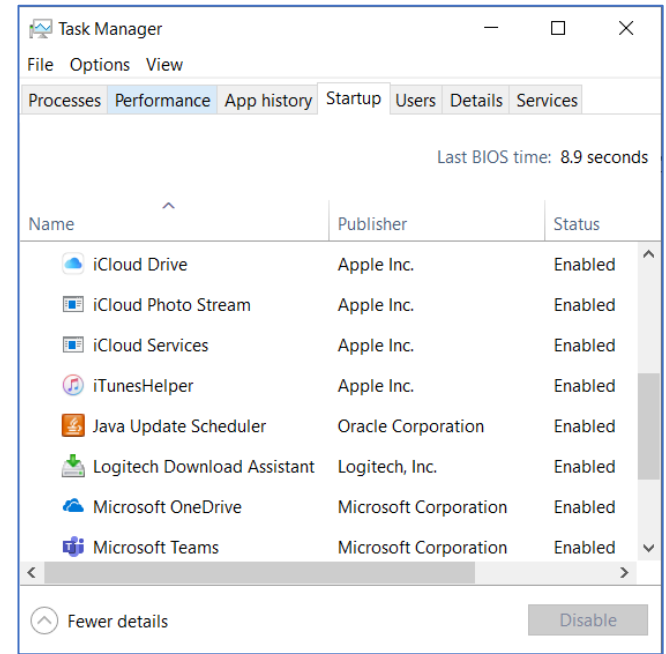 Task Manager
File Options View
Processes Performance App history Startup Users Details Services
Last BIOS time: 8.9 seconds
Name Publisher Status
iCloud Drive Apple Inc. Enabled
iCloud Photo Stream Apple Inc. Enabled
iCloud Services Apple Inc. Enabled
iTunesHelper Apple Inc. Enabled
Java Update Scheduler Oracle Corporation Enabled
Logitech Download Assistant Logitech, Inc. Enabled
Microsoft OneDrive Microsoft Corporation Enabled
Microsoft Teams Microsoft Corporation Enabled
Fewer details Disable